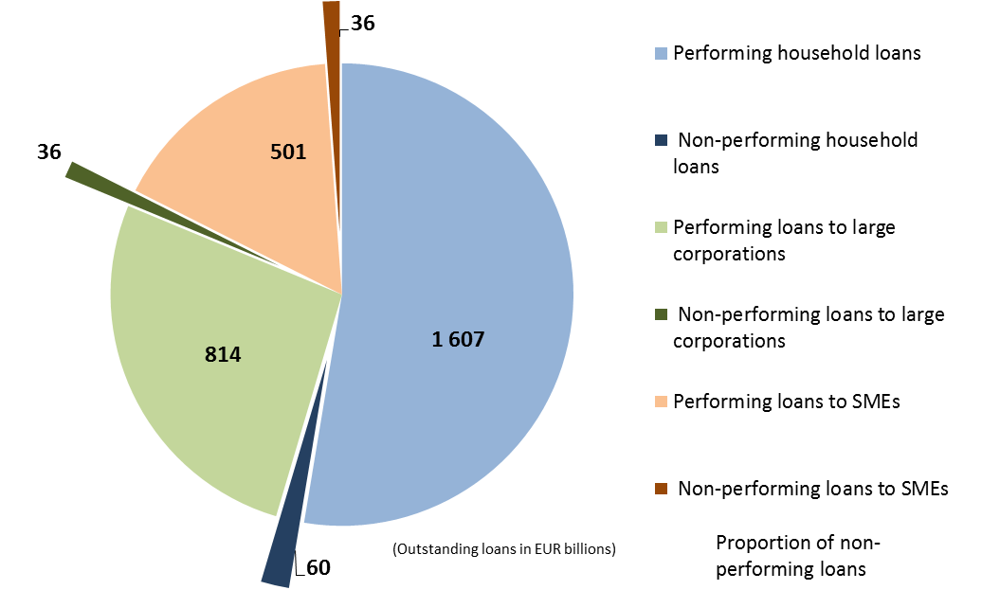 36
501
36
1 607
814
60
(Outstanding loans in EUR billions)
Performing household loans
Non-performing household
loans
Performing loans to large
corporations
Non-performing loans to large
corporations
Performing loans to SMEs
Non-performing loans to SMEs
Proportion of non-
performing loans